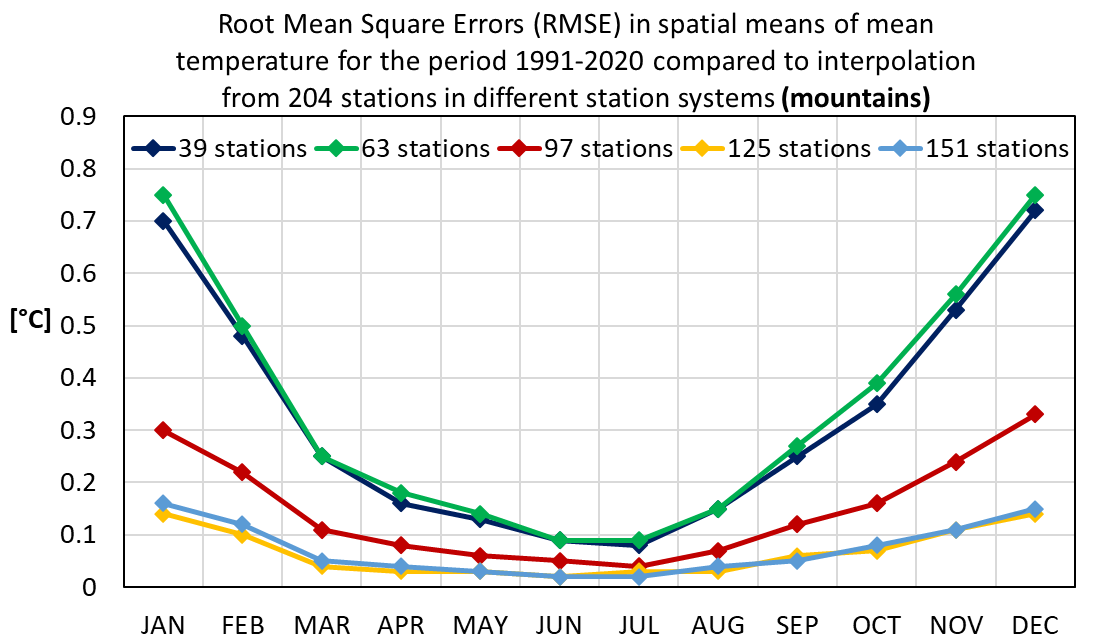 Root Mean Square Errors (RMSE) in spatial means of mean
temperature for the period 1991-2020 compared to interpolation
from 204 stations in different station systems (mountains)
0.9
39 stations 63 stations 97 stations 125 stations 151 stations
0.8
0.7
0.6
[°C] 0.5
0.4
0.3
0.2
0.1
0
JAN FEB MAR APR MAY JUN JUL AUG SEP OCT NOV DEC